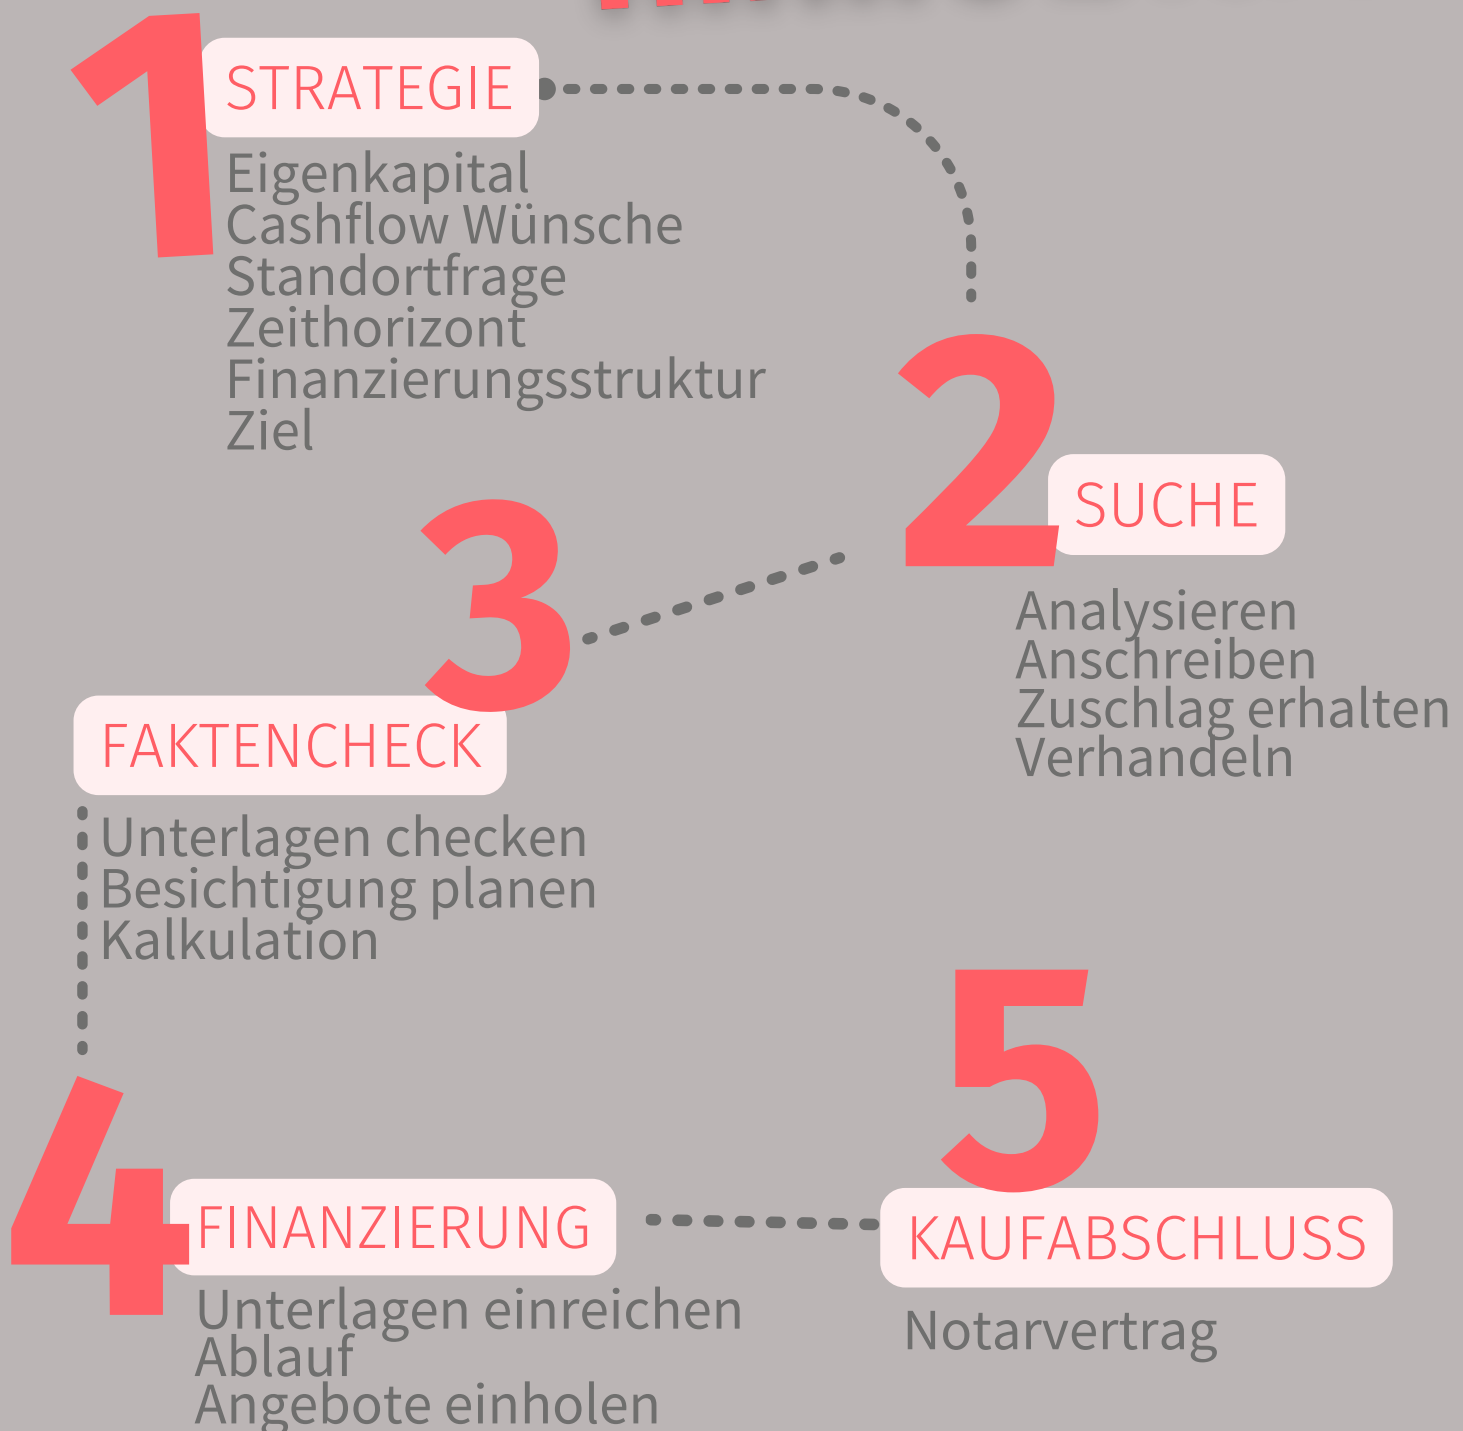 1
STRATEGIE
Eigenkapital
Cashflow Wünsche
Standortfrage
Zeithorizont
Finanzierungsstruktur
Ziel
2
SUCHE
Analysieren
Anschreiben
Zuschlag erhalten
Verhandeln
3
FAKTENCHECK
Unterlagen checken
Besichtigung planen
Kalkulation
4
FINANZIERUNG
Unterlagen einreichen
Ablauf
Angebote einholen
5
KAUFABSCHLUSS
Notarvertrag